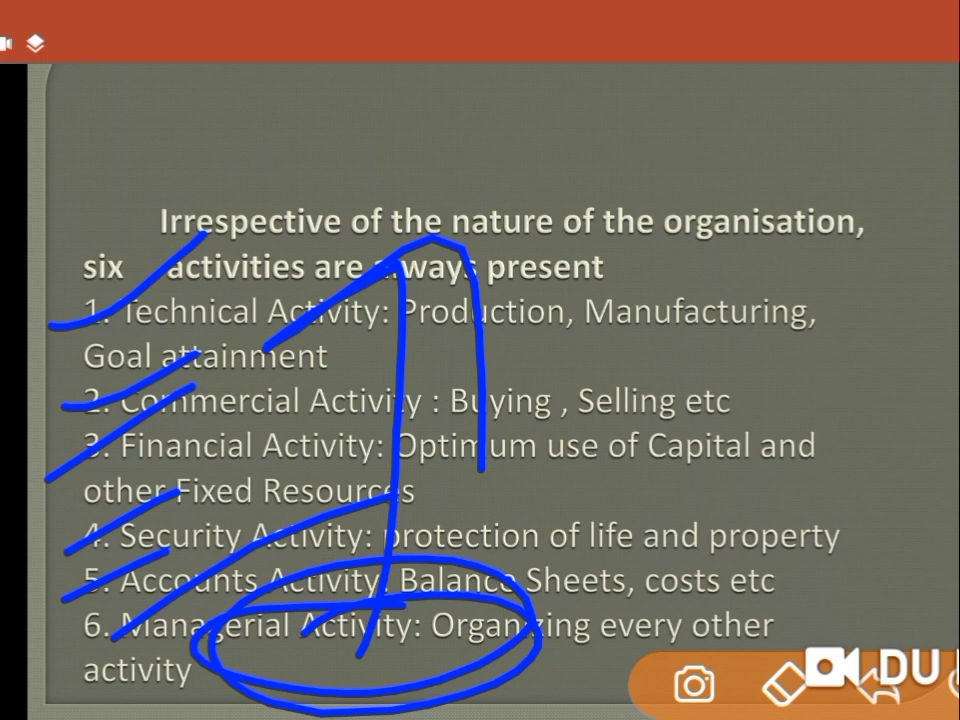 Irrespective of the nature of the organisation,
six activities are always present
1. Technical Activity: Production, Manufacturing,
Goal attainment
2. Commercial Activity : Buying , Selling etc
3. Financial Activity: Optimum use of Capital and
other Fixed Resources
4. Security Activity: protection of life and property
5. Accounts Activity: Balance Sheets, costs etc
6. Managerial Activity: Organizing every other
activity
DU